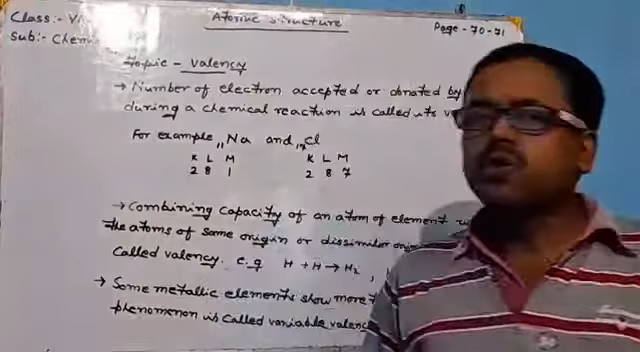 Class:- VI
Atomic structure
Page - 70-71
Sub:- Chem
Topic - Valency
→ Number of electron accepted or donated by
during a chemical reaction is called its
For example ₁₁Na and ₁₇Cl
K L M K L M
2 8 1 2 8 7
→ Combining capacity of an atom of element
the atoms of same origin or dissimilar
Called valency. e.g H + H → H₂,
→ Some metallic elements show more
phenomenon is called variable valen